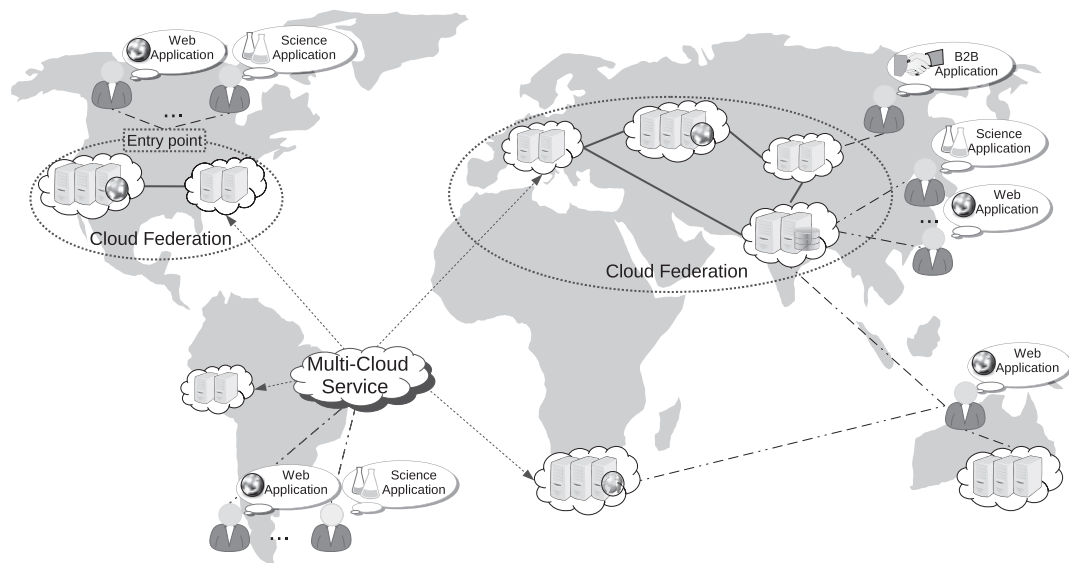 Web
Application
Science
Application
B2B
Application
...
Entry point
Science
Application
Web
Application
...
Cloud Federation
Cloud Federation
Multi-Cloud
Service
Web
Application
Web
Application
Science
Application
...